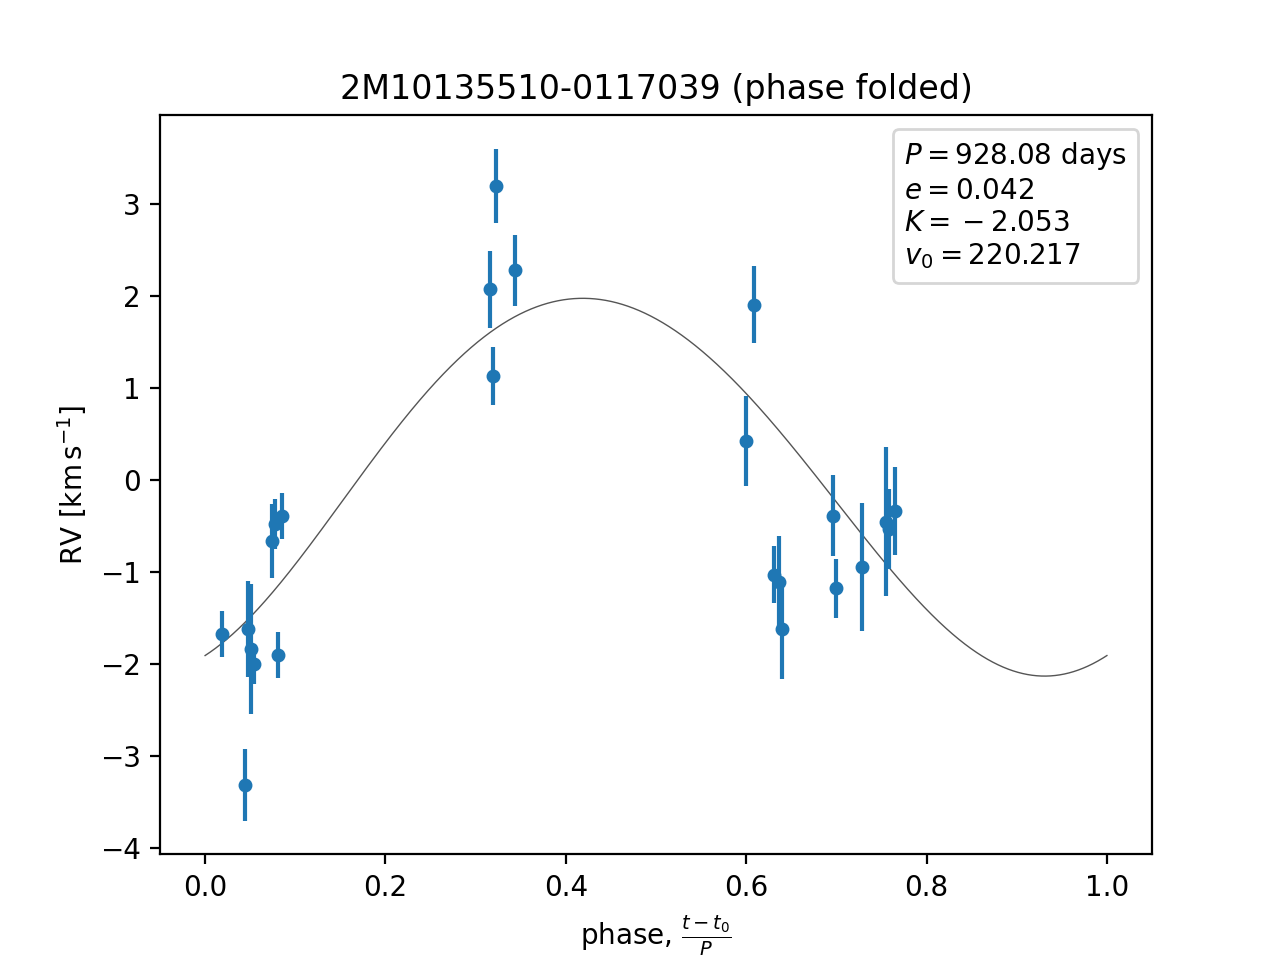 2M10135510-0117039 (phase folded)
P = 928.08 days
e = 0.042
K = −2.053
v₀ = 220.217
RV [km s⁻¹]
3
2
1
0
−1
−2
−3
−4
0.0 0.2 0.4 0.6 0.8 1.0
phase, (t − t₀)/P